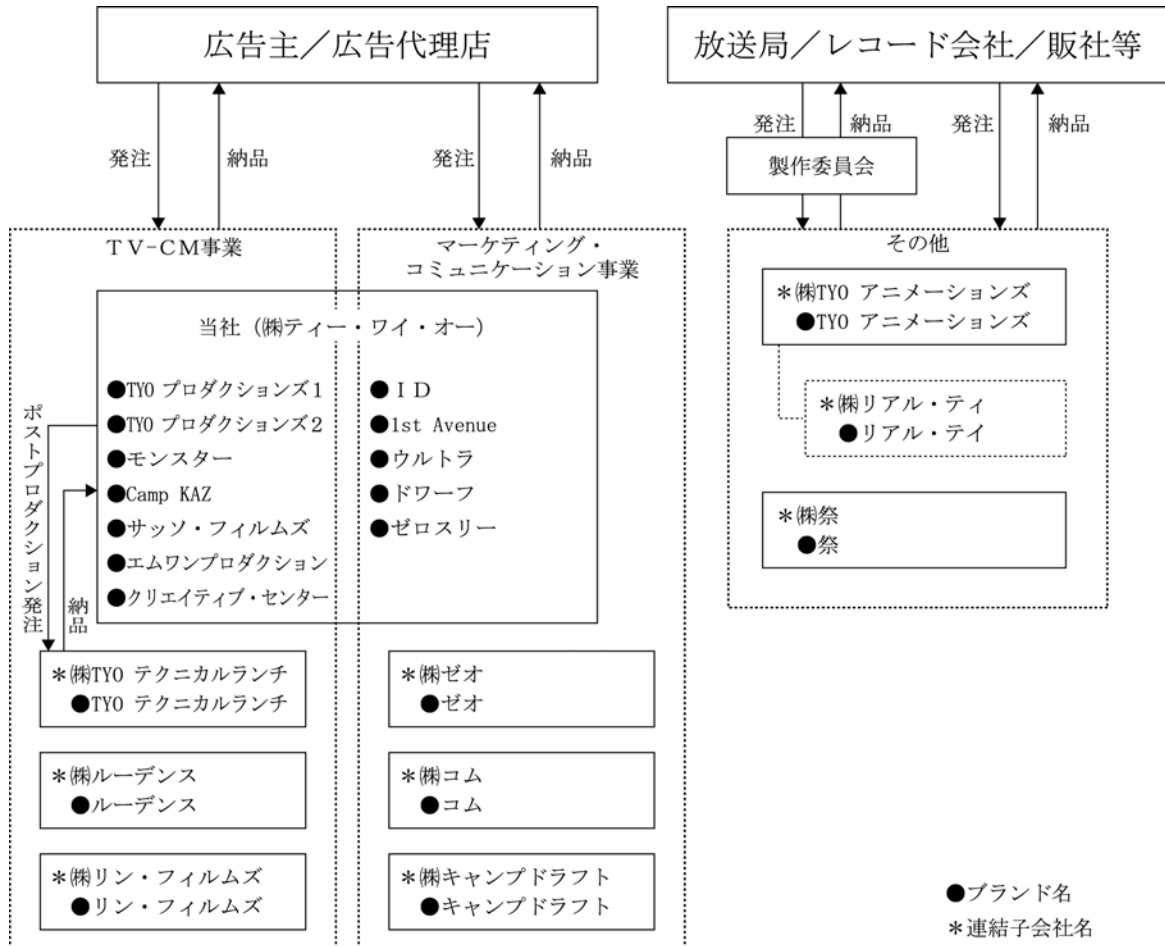 広告主／広告代理店
放送局／レコード会社／販社等
発注
納品
発注
納品
発注
納品
発注
納品
製作委員会
ＴＶ−ＣＭ事業
マーケティング・
コミュニケーション事業
その他
当社（㈱ティー・ワイ・オー）
●TYO プロダクションズ１
●TYO プロダクションズ２
●モンスター
●Camp KAZ
●サッソ・フィルムズ
●エムワンプロダクション
●クリエイティブ・センター
●ＩＤ
●1st Avenue
●ウルトラ
●ドワーフ
●ゼロスリー
ポストプロダクション発注
納品
＊㈱TYO テクニカルランチ
●TYO テクニカルランチ
＊㈱ルーデンス
●ルーデンス
＊㈱リン・フィルムズ
●リン・フィルムズ
＊㈱ゼオ
●ゼオ
＊㈱コム
●コム
＊㈱キャンプドラフト
●キャンプドラフト
＊㈱TYO アニメーションズ
●TYO アニメーションズ
＊㈱リアル・ティ
●リアル・テイ
＊㈱祭
●祭
●ブランド名
＊連結子会社名